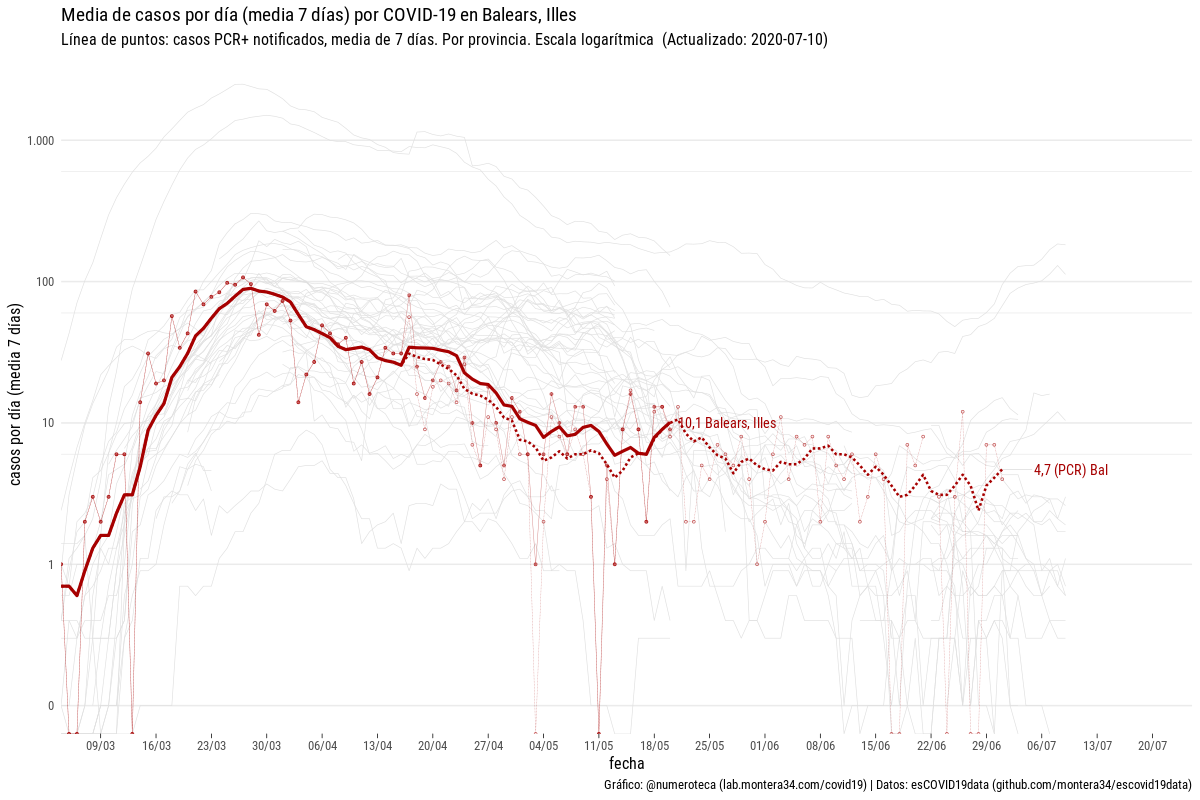 Media de casos por día (media 7 días) por COVID-19 en Balears, Illes
Línea de puntos: casos PCR+ notificados, media de 7 días. Por provincia. Escala logarítmica  (Actualizado: 2020-07-10)
casos por día (media 7 días)
1.000
100
10
1
0
10,1 Balears, Illes
4,7 (PCR) Bal
09/03 16/03 23/03 30/03 06/04 13/04 20/04 27/04 04/05 11/05 18/05 25/05 01/06 08/06 15/06 22/06 29/06 06/07 13/07 20/07
fecha
Gráfico: @numeroteca (lab.montera34.com/covid19) | Datos: esCOVID19data (github.com/montera34/escovid19data)